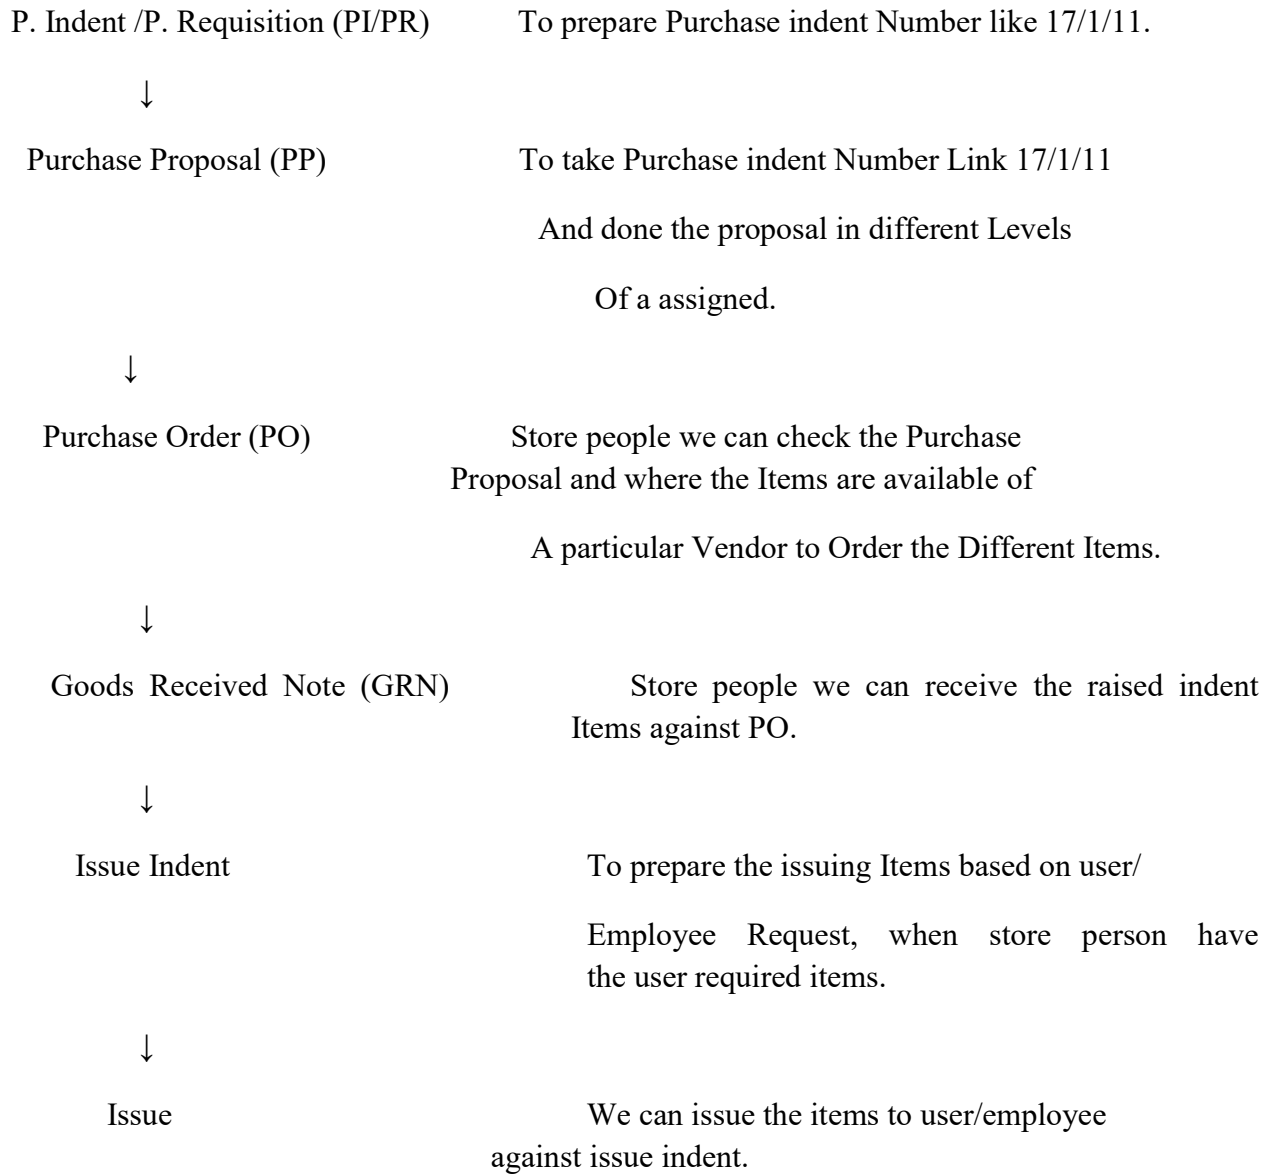 P. Indent /P. Requisition (PI/PR) To prepare Purchase indent Number like 17/1/11.
↓
Purchase Proposal (PP) To take Purchase indent Number Link 17/1/11
And done the proposal in different Levels
Of a assigned.
↓
Purchase Order (PO) Store people we can check the Purchase
Proposal and where the Items are available of
A particular Vendor to Order the Different Items.
↓
Goods Received Note (GRN) Store people we can receive the raised indent
Items against PO.
↓
Issue Indent To prepare the issuing Items based on user/
Employee Request, when store person have
the user required items.
↓
Issue We can issue the items to user/employee
against issue indent.